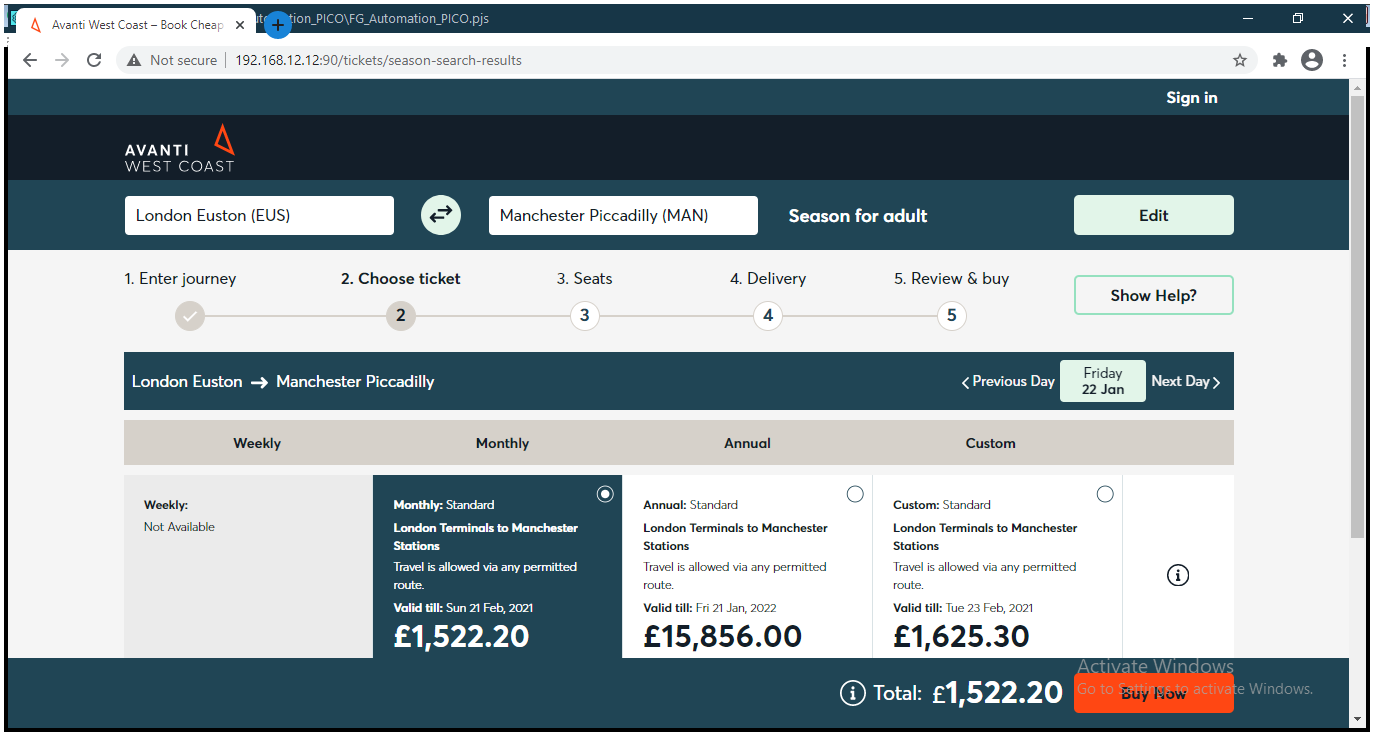 utomation_PICO\FG_Automation_PICO.pjs
Avanti West Coast – Book Cheap
Not secure
192.168.12.12:90/tickets/season-search-results
Sign in
AVANTI
WEST COAST
London Euston (EUS)
Manchester Piccadilly (MAN)
Season for adult
Edit
1. Enter journey
2. Choose ticket
3. Seats
4. Delivery
5. Review & buy
Show Help?
2
3
4
5
London Euston → Manchester Piccadilly
Previous Day
Friday
22 Jan
Next Day
Weekly
Monthly
Annual
Custom
Weekly:
Not Available
Monthly: Standard
London Terminals to Manchester
Stations
Travel is allowed via any permitted
route.
Valid till: Sun 21 Feb, 2021
£1,522.20
Annual: Standard
London Terminals to Manchester
Stations
Travel is allowed via any permitted
route.
Valid till: Fri 21 Jan, 2022
£15,856.00
Custom: Standard
London Terminals to Manchester
Stations
Travel is allowed via any permitted
route.
Valid till: Tue 23 Feb, 2021
£1,625.30
Total: £1,522.20
Buy Now
Activate Windows
Go to Settings to activate Windows.